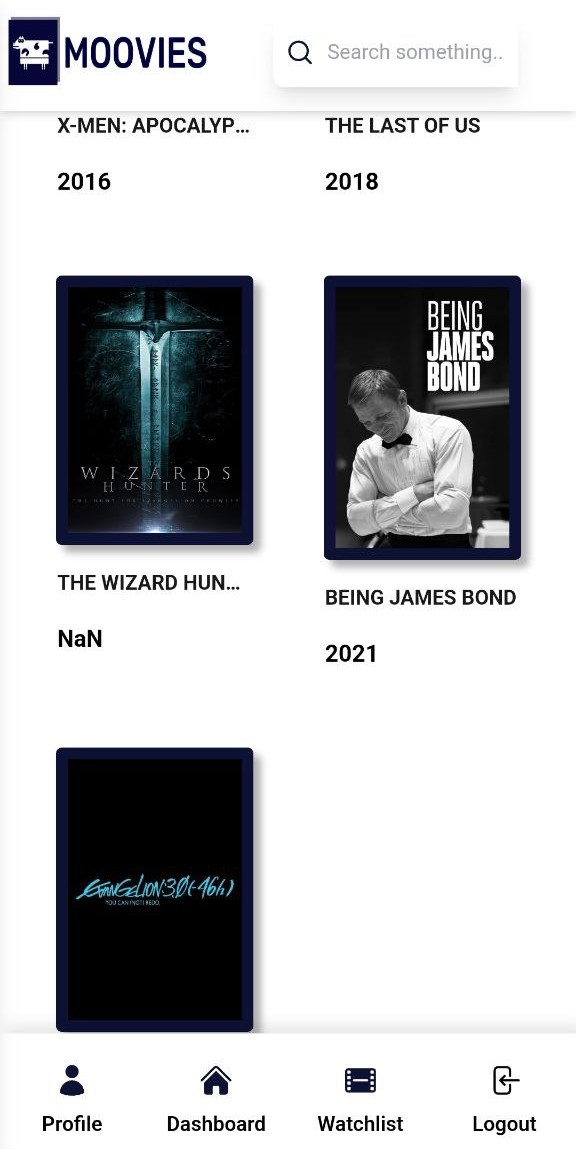 MOOVIES
Search something..
X-MEN: APOCALYP...
THE LAST OF US
2016
2018
WIZARDS
HUNTER
BEING
JAMES
BOND
THE WIZARD HUN...
BEING JAMES BOND
NaN
2021
EVANGELION:3.0(-46h)
YOU CAN (NOT) REDO.
Profile
Dashboard
Watchlist
Logout